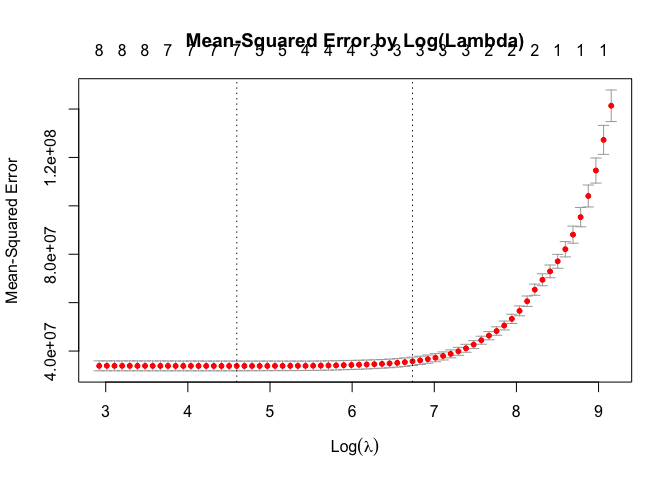 Mean-Squared Error by Log(Lambda)
8 8 8 7 7 7 7 5 5 4 4 4 3 3 3 3 3 2 2 2 1 1 1
Mean-Squared Error
1.2e+08
8.0e+07
4.0e+07
3 4 5 6 7 8 9
Log(λ)